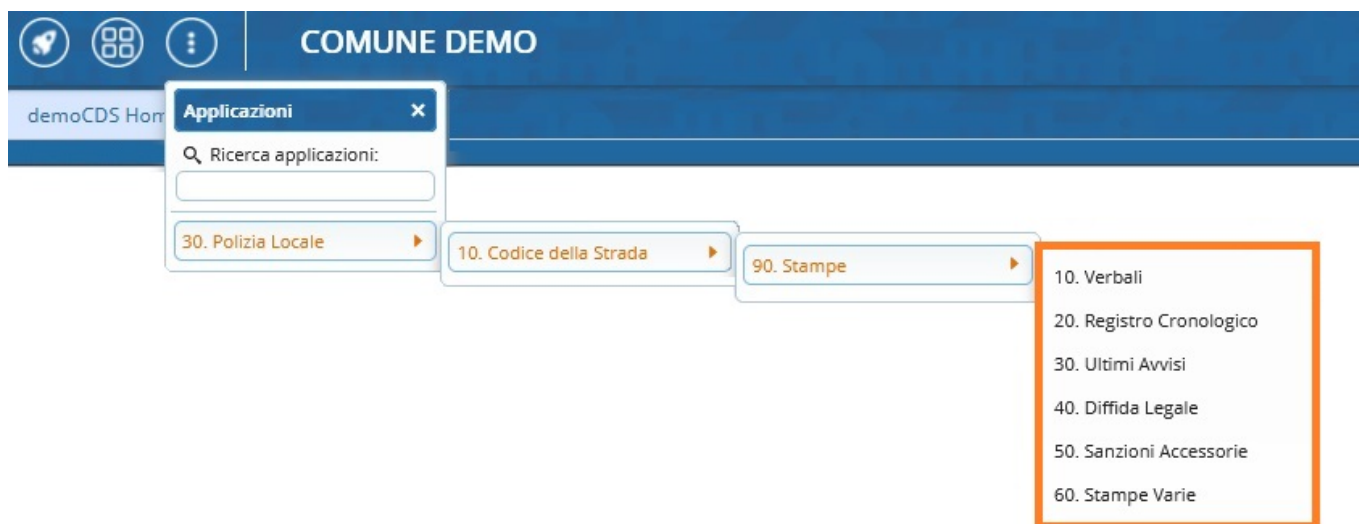 COMUNE DEMO
demoCDS Hom
Applicazioni
Ricerca applicazioni:
30. Polizia Locale
10. Codice della Strada
90. Stampe
10. Verbali
20. Registro Cronologico
30. Ultimi Avvisi
40. Diffida Legale
50. Sanzioni Accessorie
60. Stampe Varie